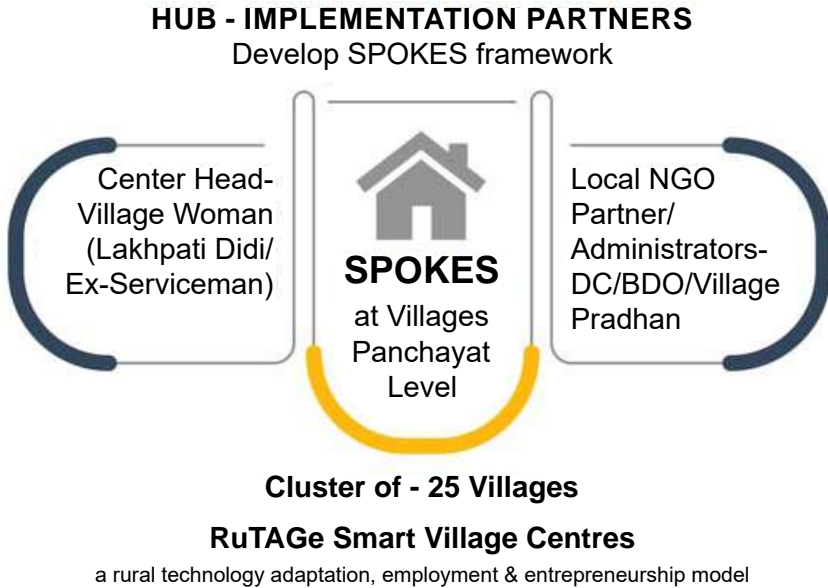 HUB - IMPLEMENTATION PARTNERS
Develop SPOKES framework
Center Head-
Village Woman
(Lakhpati Didi/
Ex-Serviceman)
SPOKES
at Villages
Panchayat
Level
Local NGO
Partner/
Administrators-
DC/BDO/Village
Pradhan
Cluster of - 25 Villages
RuTAGe Smart Village Centres
a rural technology adaptation, employment & entrepreneurship model